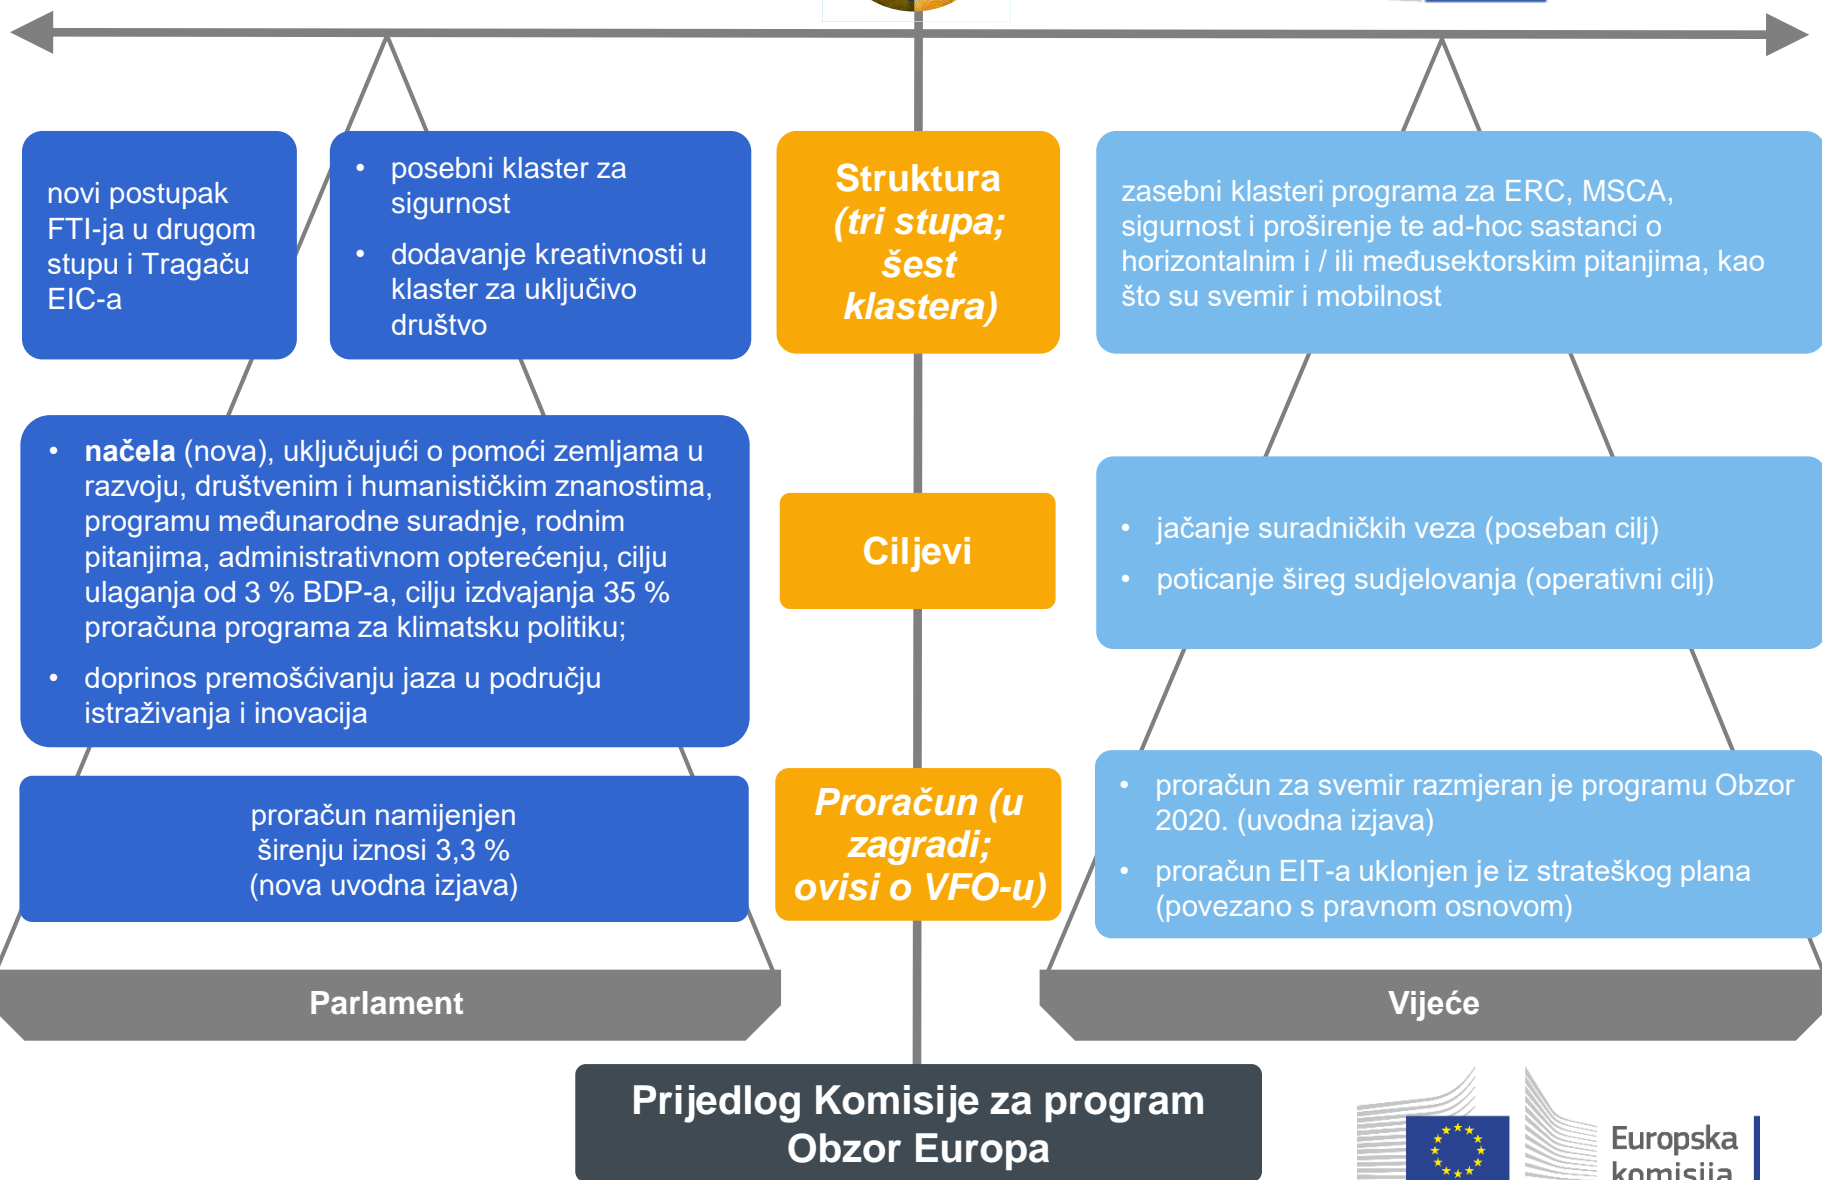 novi postupak
FTI-ja u drugom
stupu i Tragaču
EIC-a
• posebni klaster za
sigurnost
• dodavanje kreativnosti u
klaster za uključivo
društvo
Struktura
(tri stupa;
šest
klastera)
zasebni klasteri programa za ERC, MSCA,
sigurnost i proširenje te ad-hoc sastanci o
horizontalnim i / ili međusektorskim pitanjima, kao
što su svemir i mobilnost
• načela (nova), uključujući o pomoći zemljama u
razvoju, društvenim i humanističkim znanostima,
programu međunarodne suradnje, rodnim
pitanjima, administrativnom opterećenju, cilju
ulaganja od 3 % BDP-a, cilju izdvajanja 35 %
proračuna programa za klimatsku politiku;
• doprinos premošćivanju jaza u području
istraživanja i inovacija
Ciljevi
• jačanje suradničkih veza (poseban cilj)
• poticanje šireg sudjelovanja (operativni cilj)
proračun namijenjen
širenju iznosi 3,3 %
(nova uvodna izjava)
Proračun (u
zagradi;
ovisi o VFO-u)
• proračun za svemir razmjeran je programu Obzor
2020. (uvodna izjava)
• proračun EIT-a uklonjen je iz strateškog plana
(povezano s pravnom osnovom)
Parlament
Vijeće
Prijedlog Komisije za program
Obzor Europa
Europska
komisija